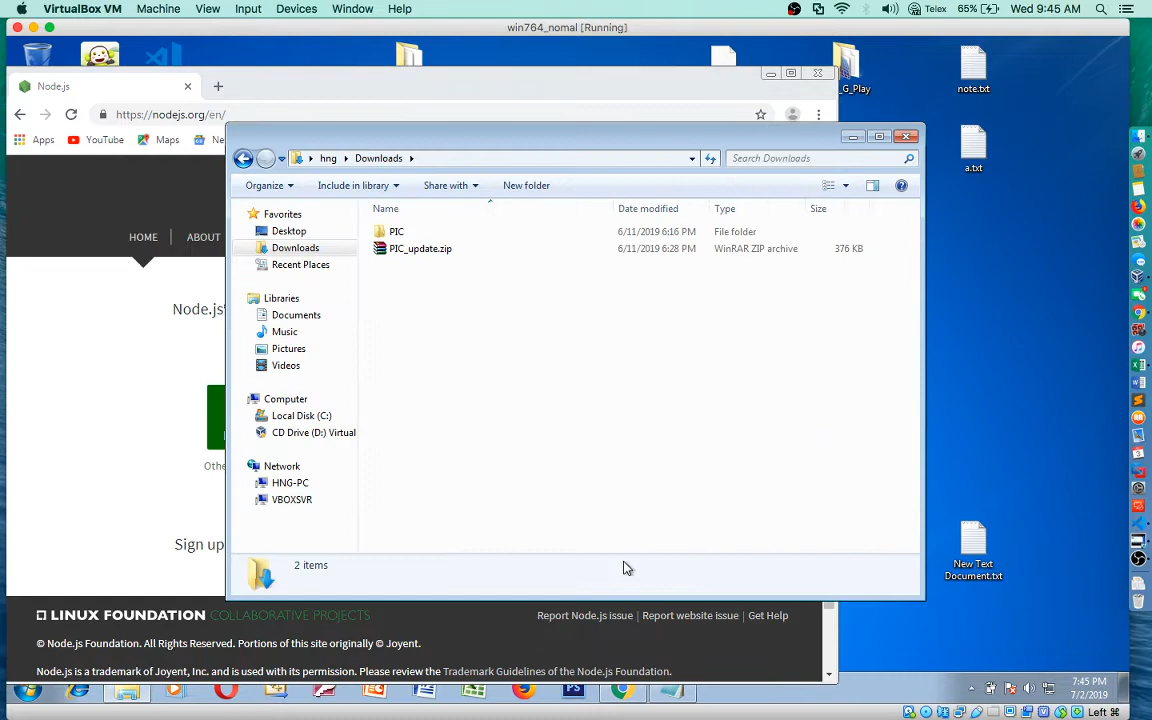 VirtualBox VM Machine View Input Devices Window Help Telex 65% Wed 9:45 AM
win764_nomal [Running]
Node.js
_G_Play
note.txt
https://nodejs.org/en/
Apps YouTube Maps Ne
hng Downloads
Search Downloads
Organize Include in library Share with New folder
a.txt
Name Date modified Type Size
Favorites
Desktop
Downloads
Recent Places
PIC 6/11/2019 6:16 PM File folder
PIC_update.zip 6/11/2019 6:28 PM WinRAR ZIP archive 376 KB
HOME ABOUT
Libraries
Documents
Music
Pictures
Videos
Node.js'
Computer
Local Disk (C:)
CD Drive (D:) Virtual
Othe
Network
HNG-PC
VBOXSVR
Sign up
2 items
New Text
Document.txt
LINUX FOUNDATION COLLABORATIVE PROJECTS
Report Node.js issue | Report website issue | Get Help
© Node.js Foundation. All Rights Reserved. Portions of this site originally © Joyent.
Node.js is a trademark of Joyent, Inc. and is used with its permission. Please review the Trademark Guidelines of the Node.js Foundation.
7:45 PM
7/2/2019
Left ⌘